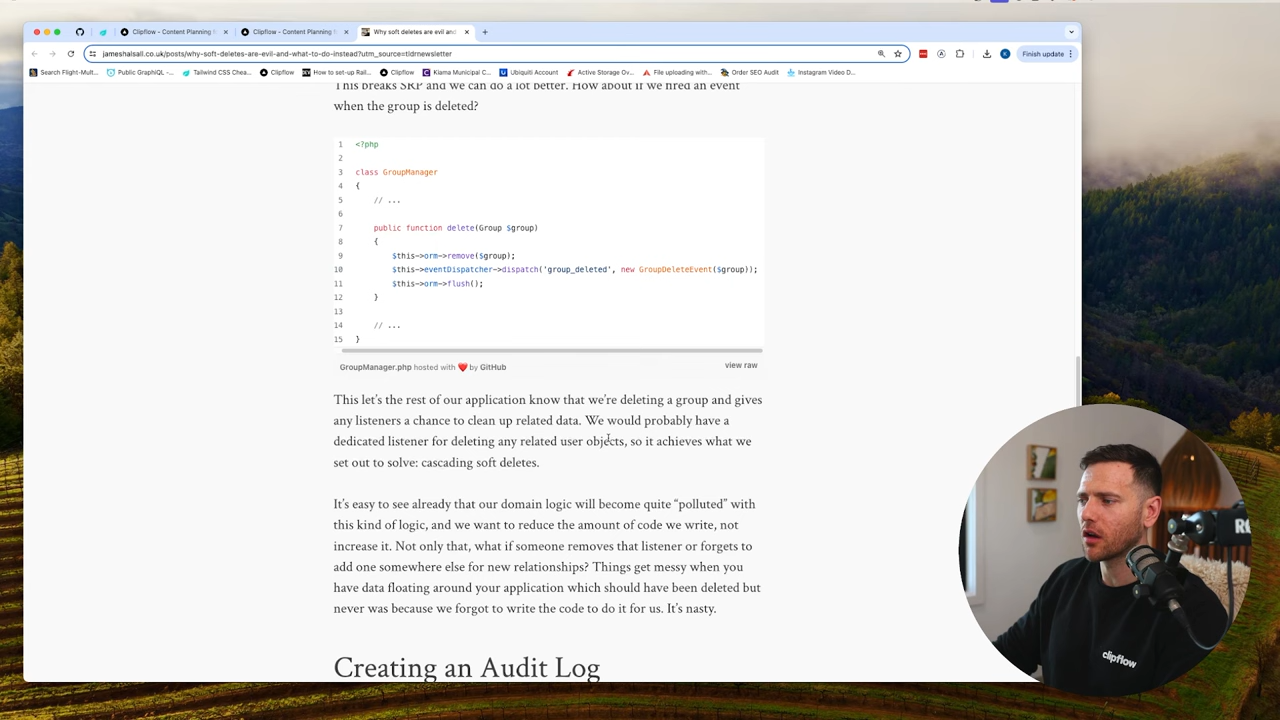 Clipflow – Content Planning f
Clipflow – Content Planning f
Why soft deletes are evil and
jameshalsall.co.uk/posts/why-soft-deletes-are-evil-and-what-to-do-instead?utm_source=tldrnewsletter
Finish update
Search Flight-Mult...
Public GraphiQL -...
Tailwind CSS Chea...
Clipflow
How to set-up Rail...
Clipflow
Kiama Municipal C...
Ubiquiti Account
Active Storage Ov...
File uploading with...
Order SEO Audit
Instagram Video D...
This breaks SRP and we can do a lot better. How about if we fired an event
when the group is deleted?
1 <?php
2
3 class GroupManager
4 {
5 // ...
6
7 public function delete(Group $group)
8 {
9 $this->orm->remove($group);
10 $this->eventDispatcher->dispatch('group_deleted', new GroupDeleteEvent($group));
11 $this->orm->flush();
12 }
13
14 // ...
15 }
GroupManager.php hosted with ❤ by GitHub
view raw
This let's the rest of our application know that we're deleting a group and gives
any listeners a chance to clean up related data. We would probably have a
dedicated listener for deleting any related user objects, so it achieves what we
set out to solve: cascading soft deletes.
It's easy to see already that our domain logic will become quite “polluted” with
this kind of logic, and we want to reduce the amount of code we write, not
increase it. Not only that, what if someone removes that listener or forgets to
add one somewhere else for new relationships? Things get messy when you
have data floating around your application which should have been deleted but
never was because we forgot to write the code to do it for us. It's nasty.
Creating an Audit Log
clipflow